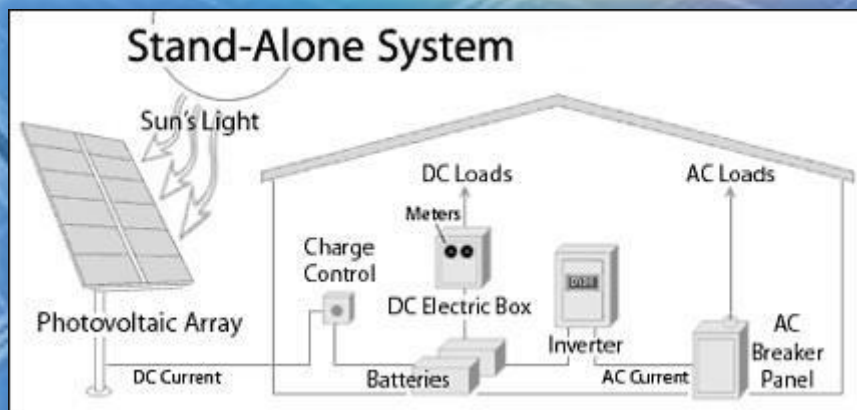 Stand-Alone System
Sun's Light
DC Loads
AC Loads
Meters
Charge
Control
DC Electric Box
Photovoltaic Array
Inverter
AC
Breaker
Panel
DC Current
Batteries
AC Current